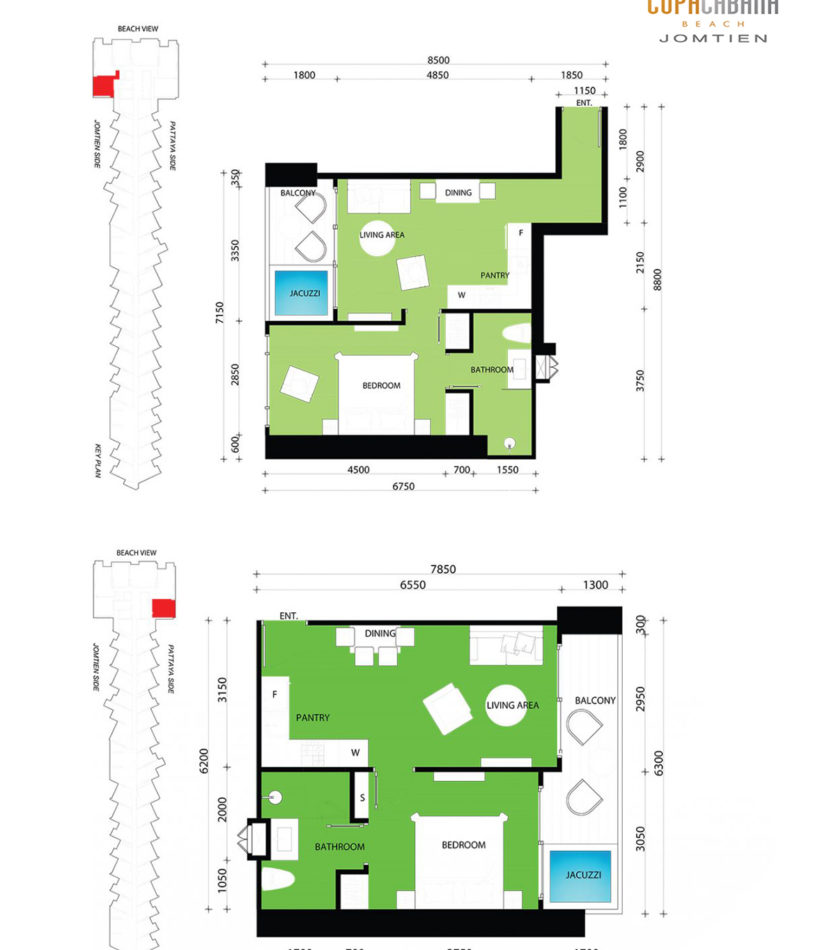 COPACABANA
BEACH
JOMTIEN
BEACH VIEW
JOMTIEN SIDE
PATTAYA SIDE
KEY PLAN
8500
1800 4850 1850
1150
ENT.
350
3350
7150
2850
600
1800
2900
1100
2150
8800
3750
BALCONY
DINING
LIVING AREA
F
PANTRY
JACUZZI
W
BEDROOM
BATHROOM
4500 700 1550
6750
BEACH VIEW
JOMTIEN SIDE
PATTAYA SIDE
7850
6550 1300
ENT.
DINING
3150
6200
2000
1050
300
2950
6300
3050
F
PANTRY
LIVING AREA
BALCONY
W
S
BATHROOM
BEDROOM
JACUZZI